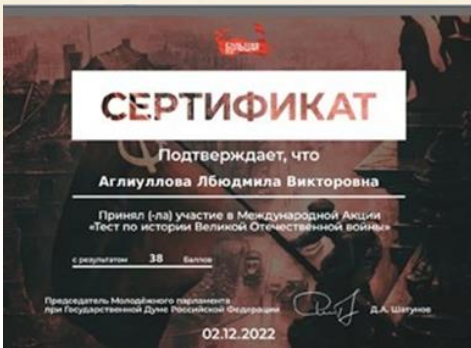 БОЛЬШАЯ
СЕРТИФИКАТ
Подтверждает, что
Аглиуллова Лбюдмила Викторовна
Принял (-ла) участие в Международной Акции
«Тест по истории Великой Отечественной войны»
с результатом 38 баллов
Председатель Молодёжного парламента
при Государственной Думе Российской Федерации
Д.А. Шатунов
02.12.2022